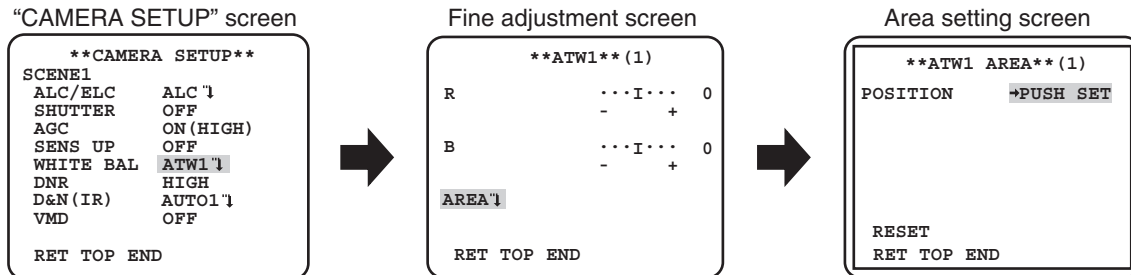 “CAMERA SETUP” screen
**CAMERA SETUP**
SCENE1
ALC/ELC ALC
SHUTTER OFF
AGC ON(HIGH)
SENS UP OFF
WHITE BAL ATW1
DNR HIGH
D&N(IR) AUTO1
VMD OFF
RET TOP END
Fine adjustment screen
**ATW1**(1)
R ···I··· 0
- +
B ···I··· 0
- +
AREA
RET TOP END
Area setting screen
**ATW1 AREA**(1)
POSITION →PUSH SET
RESET
RET TOP END